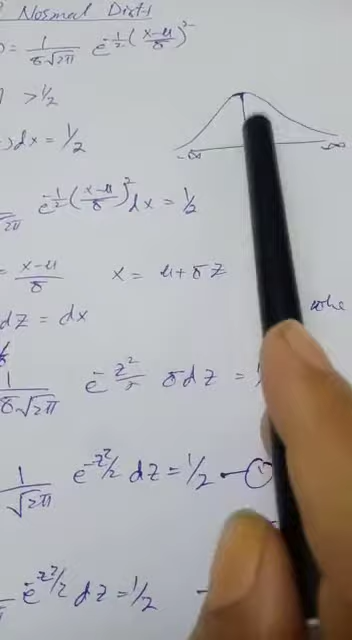 Normal Dist
= 1/(σ√2π) e^-1/2((x-μ)/σ)^2
> 1/2
dx = 1/2
-∞ ∞
e^-1/2((x-μ)/σ)^2 dx = 1/2
= (x-μ)/σ x = μ+σz
dz = dx
1/(σ√2π) e^-z²/2 σdz =
1/√2π e^-z²/2 dz = 1/2 —
e^-z²/2 dz = 1/2 -